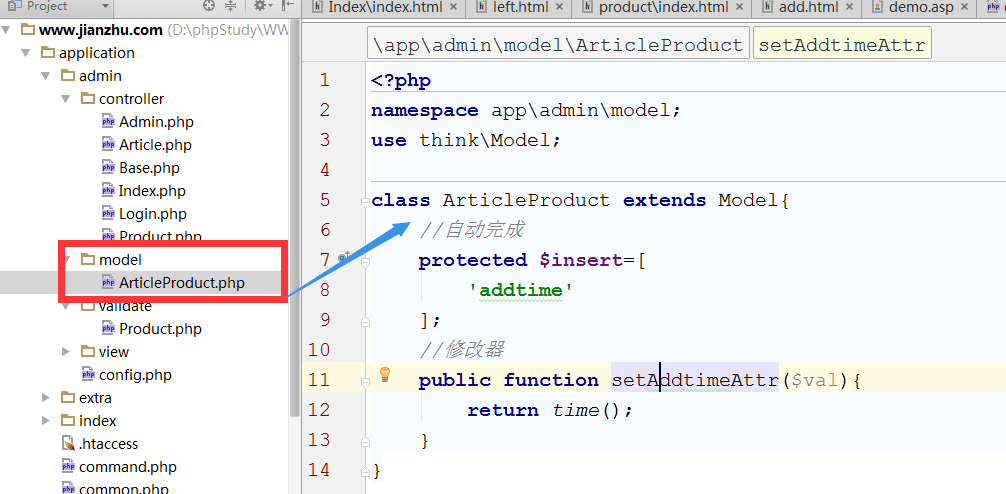 Project
Index\index.html
left.html
product\index.html
add.html
demo.asp
www.jianzhu.com (D:\phpStudy\WW
application
admin
controller
Admin.php
Article.php
Base.php
Index.php
Login.php
Product.php
model
ArticleProduct.php
validate
Product.php
view
config.php
extra
index
.htaccess
command.php
common.php
\app\admin\model\ArticleProduct
setAddtimeAttr
1 <?php
2 namespace app\admin\model;
3 use think\Model;
4
5 class ArticleProduct extends Model{
6 //自动完成
7 protected $insert=[
8 'addtime'
9 ];
10 //修改器
11 public function setAddtimeAttr($val){
12 return time();
13 }
14 }